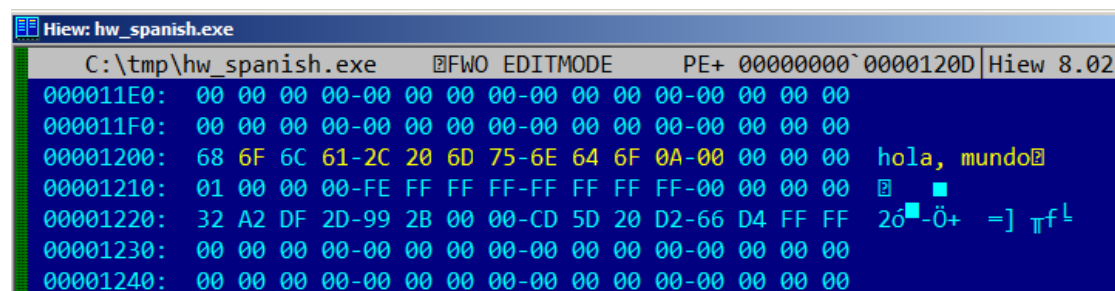 Hiew: hw_spanish.exe
C:\tmp\hw_spanish.exe FWO EDITMODE PE+ 00000000`0000120D|Hiew 8.02
000011E0: 00 00 00 00-00 00 00 00-00 00 00 00-00 00 00 00
000011F0: 00 00 00 00-00 00 00 00-00 00 00 00-00 00 00 00
00001200: 68 6F 6C 61-2C 20 6D 75-6E 64 6F 0A-00 00 00 00 hola, mundo
00001210: 01 00 00 00-FE FF FF FF-FF FF FF FF-00 00 00 00 ■
00001220: 32 A2 DF 2D-99 2B 00 00-CD 5D 20 D2-66 D4 FF FF 2ó▀-Ö+ =] ╥f╘
00001230: 00 00 00 00-00 00 00 00-00 00 00 00-00 00 00 00
00001240: 00 00 00 00-00 00 00 00-00 00 00 00-00 00 00 00